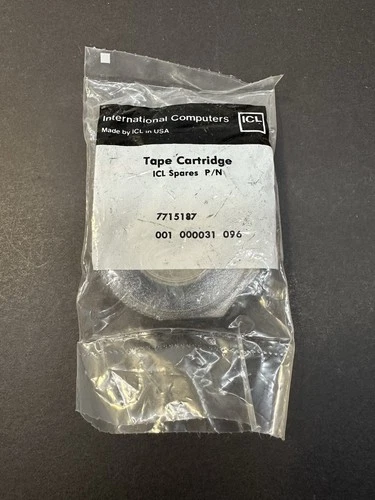 International Computers
ICL
Made by ICL in USA
Tape Cartridge
ICL Spares P/N
7715187
001 000031 096